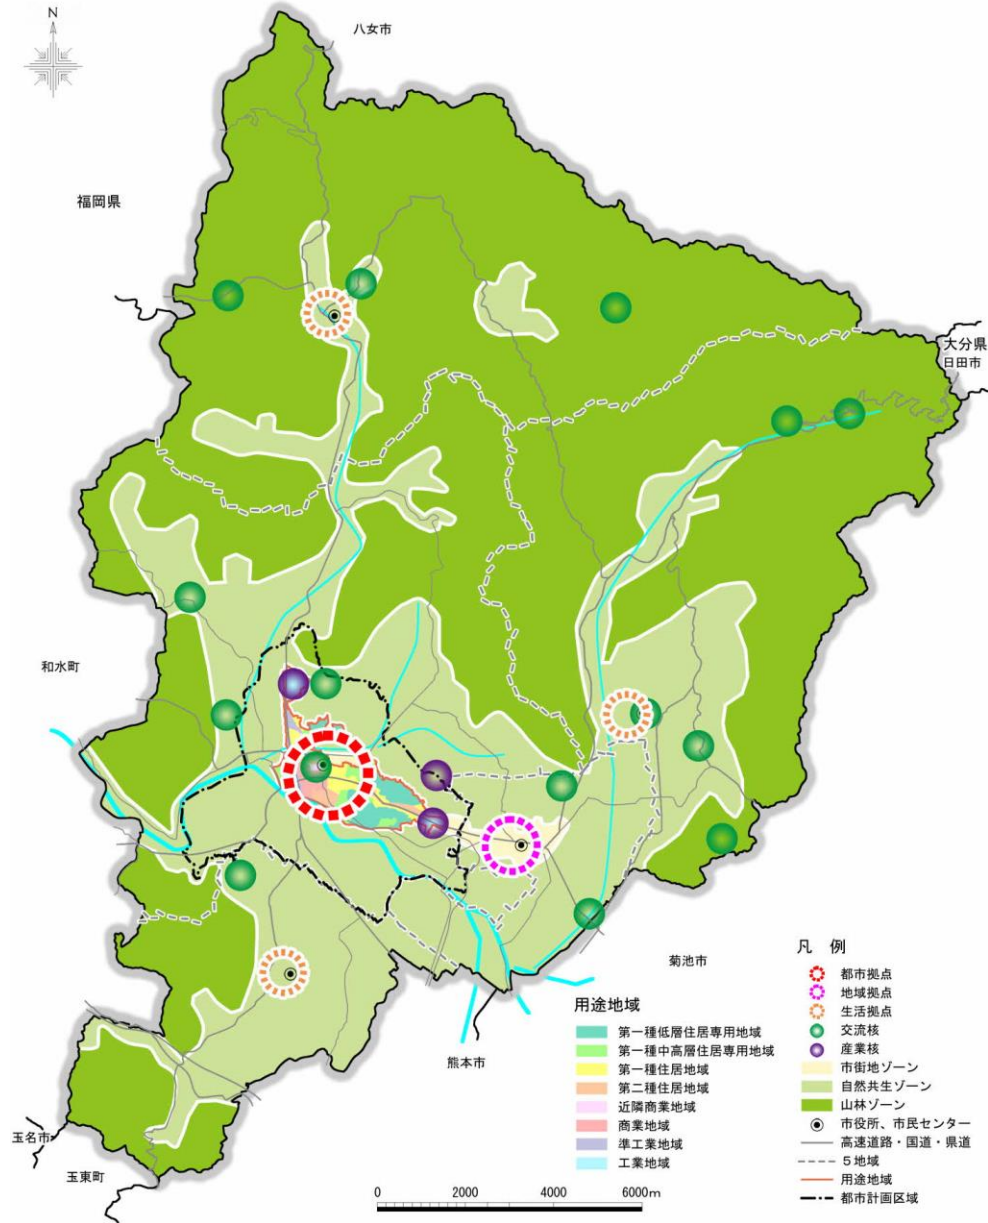 N
八女市
福岡県
大分県
日田市
和水町
菊池市
熊本市
玉名市
玉東町
用途地域
第一種低層住居専用地域
第一種中高層住居専用地域
第一種住居地域
第二種住居地域
近隣商業地域
商業地域
準工業地域
工業地域
0 2000 4000 6000m
凡 例
都市拠点
地域拠点
生活拠点
交流核
産業核
市街地ゾーン
自然共生ゾーン
山林ゾーン
市役所、市民センター
高速道路・国道・県道
5地域
用途地域
都市計画区域